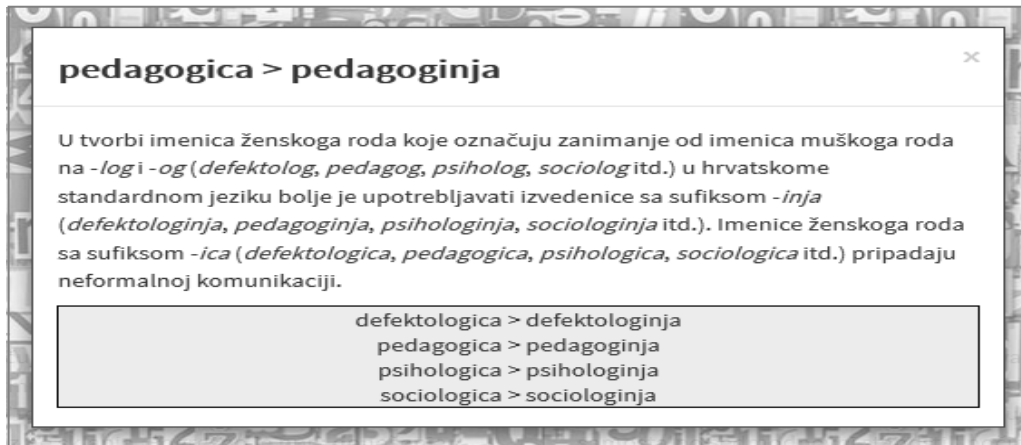 pedagogica > pedagoginja
×
U tvorbi imenica ženskoga roda koje označuju zanimanje od imenica muškoga roda
na -log i -og (defektolog, pedagog, psiholog, sociolog itd.) u hrvatskome
standardnom jeziku bolje je upotrebljavati izvedenice sa sufiksom -inja
(defektologinja, pedagoginja, psihologinja, sociologinja itd.). Imenice ženskoga roda
sa sufiksom -ica (defektologica, pedagogica, psihologica, sociologica itd.) pripadaju
neformalnoj komunikaciji.
defektologica > defektologinja
pedagogica > pedagoginja
psihologica > psihologinja
sociologica > sociologinja